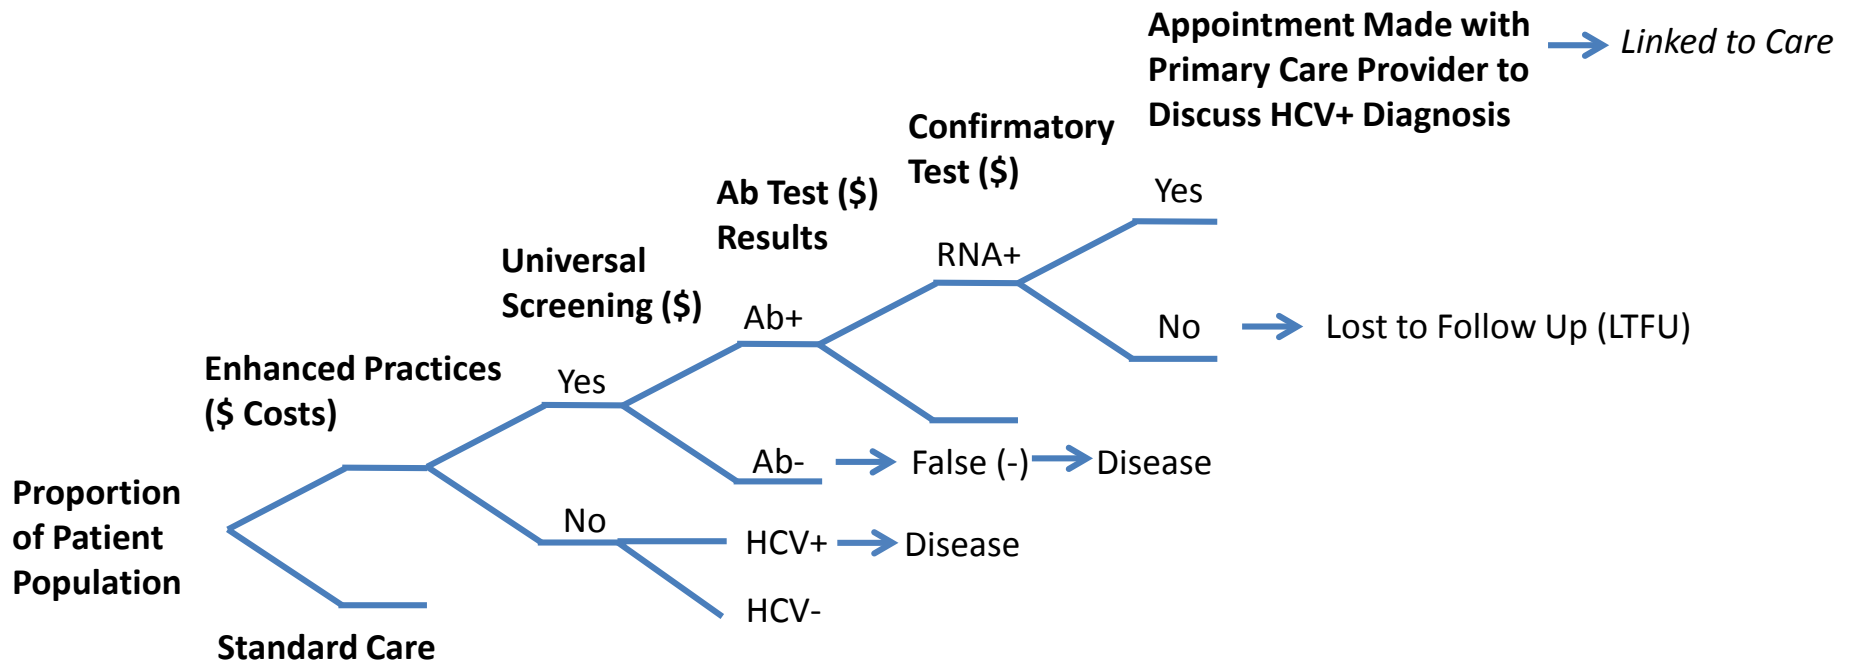 Appointment Made with
Primary Care Provider to
Discuss HCV+ Diagnosis
Linked to Care
Confirmatory
Test ($)
Yes
Ab Test ($)
Results
RNA+
Universal
Screening ($)
Ab+
No
Lost to Follow Up (LTFU)
Enhanced Practices
($ Costs)
Yes
Ab-
False (-)
Disease
Proportion
of Patient
Population
No
HCV+
Disease
HCV-
Standard Care